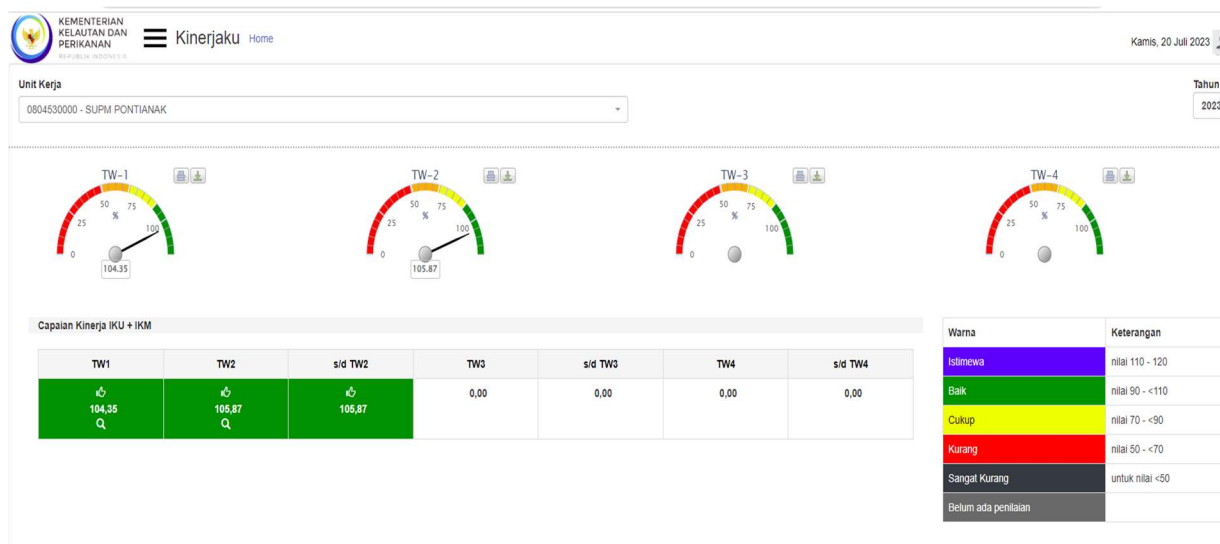 KEMENTERIAN
KELAUTAN DAN
PERIKANAN
REPUBLIK INDONESIA
Kinerjaku Home
Kamis, 20 Juli 2023
Unit Kerja
Tahun
0804530000 - SUPM PONTIANAK
2023
TW-1
0
25
50
75
100
%
104.35
TW-2
0
25
50
75
100
%
105.87
TW-3
0
25
50
75
100
%
TW-4
0
25
50
75
100
%
Capaian Kinerja IKU + IKM
TW1 TW2 s/d TW2 TW3 s/d TW3 TW4 s/d TW4
104,35 105,87 105,87 0,00 0,00 0,00 0,00
Warna Keterangan
Istimewa nilai 110 - 120
Baik nilai 90 - <110
Cukup nilai 70 - <90
Kurang nilai 50 - <70
Sangat Kurang untuk nilai <50
Belum ada penilaian